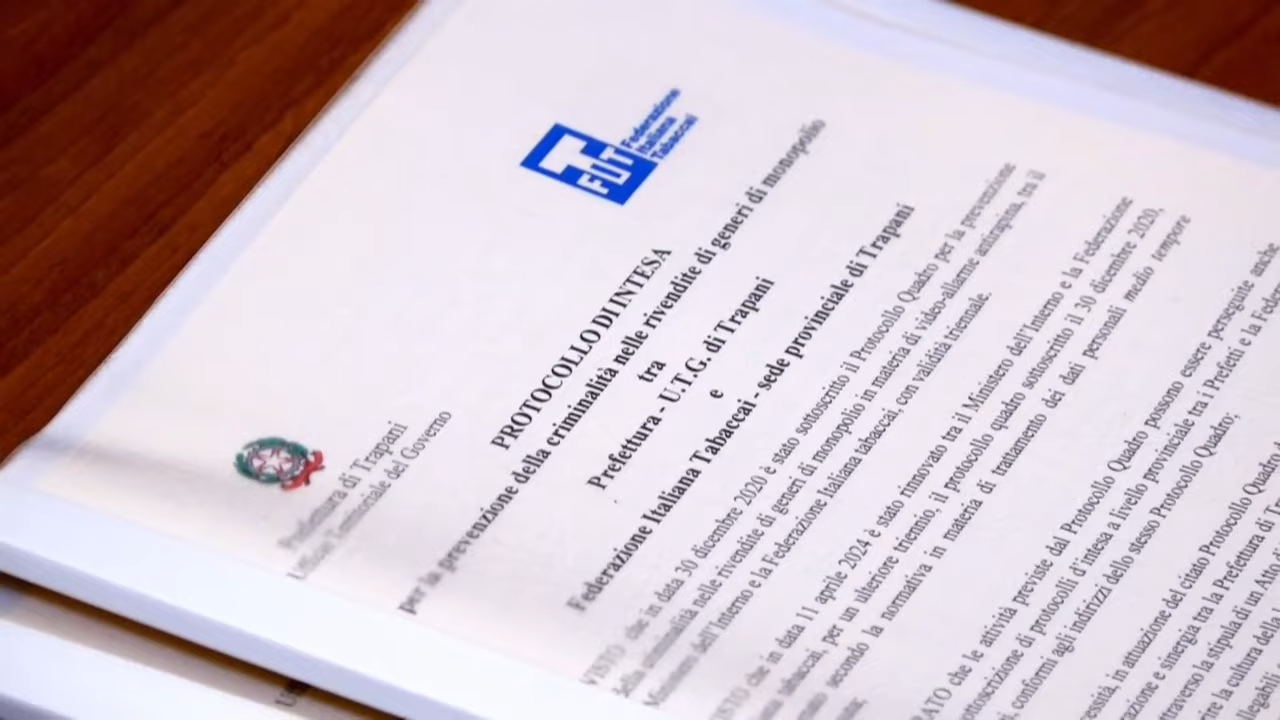 FIT
Federazione
Italiana
Tabaccai
Prefettura di Trapani
Ufficio Territoriale del Governo
PROTOCOLLO DI INTESA
per la prevenzione della criminalità nelle rivendite di generi di monopolio
tra
Prefettura - U.T.G. di Trapani
e
Federazione Italiana Tabaccai - sede provinciale di Trapani
VISTO che in data 30 dicembre 2020 è stato sottoscritto il Protocollo Quadro per la prevenzione
della criminalità nelle rivendite di generi di monopolio in materia di video-allarme antirapina, tra il
Ministero dell'Interno e la Federazione Italiana tabaccai, con validità triennale.
VISTO che in data 11 aprile 2024 è stato rinnovato tra il Ministero dell'Interno e la Federazione
tabaccai, per un ulteriore triennio, il protocollo quadro sottoscritto il 30 dicembre 2020,
secondo la normativa in materia di trattamento dei dati personali medio tempore
che le attività previste dal Protocollo Quadro possono essere perseguite anche
sottoscrizione di protocolli d'intesa a livello provinciale tra i Prefetti e la
conformi agli indirizzi dello stesso Protocollo Quadro;
in attuazione del citato Protocollo Quadro
e sinergia tra la Prefettura di
la stipula di un Atto
la cultura della